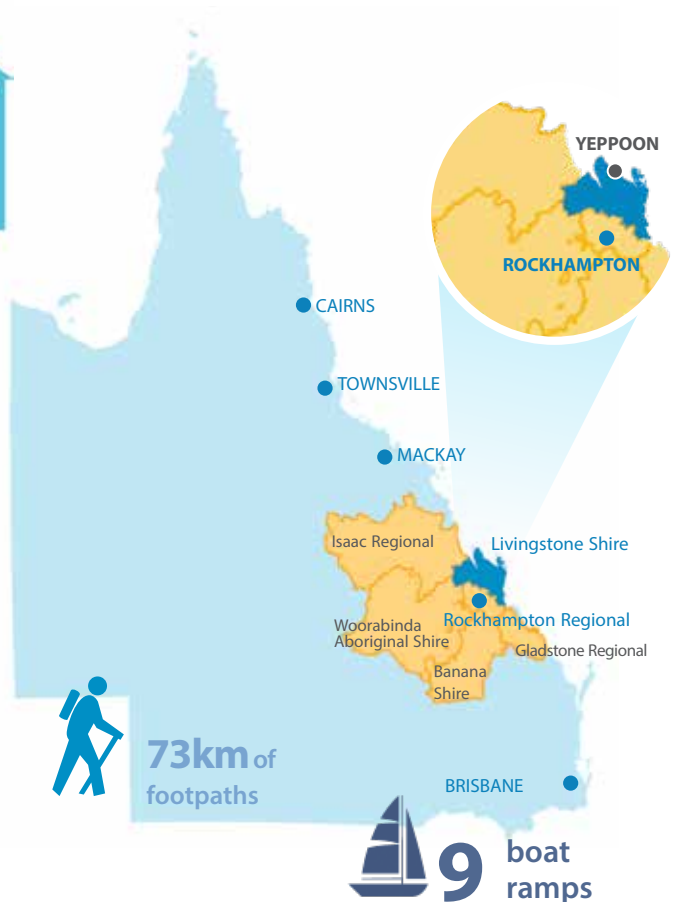 YEPPOON
ROCKHAMPTON
CAIRNS
TOWNSVILLE
MACKAY
Isaac Regional
Livingstone Shire
Rockhampton Regional
Woorabinda
Aboriginal Shire
Gladstone Regional
Banana
Shire
73km of
footpaths
BRISBANE
9 boat
ramps